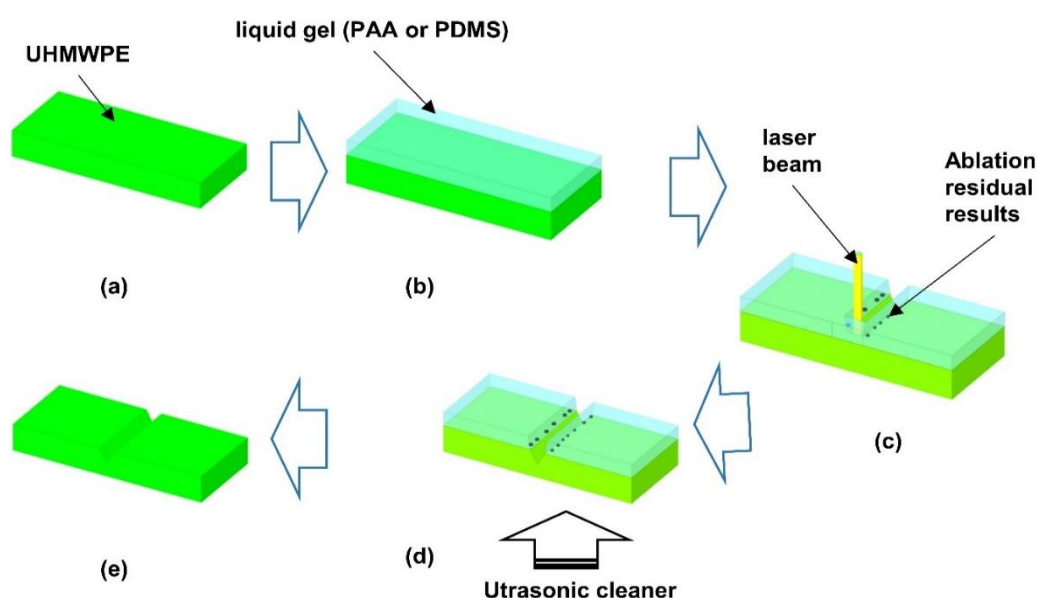 UHMWPE
liquid gel (PAA or PDMS)
laser
beam
Ablation
residual
results
(a)
(b)
(c)
(d)
(e)
Utrasonic cleaner